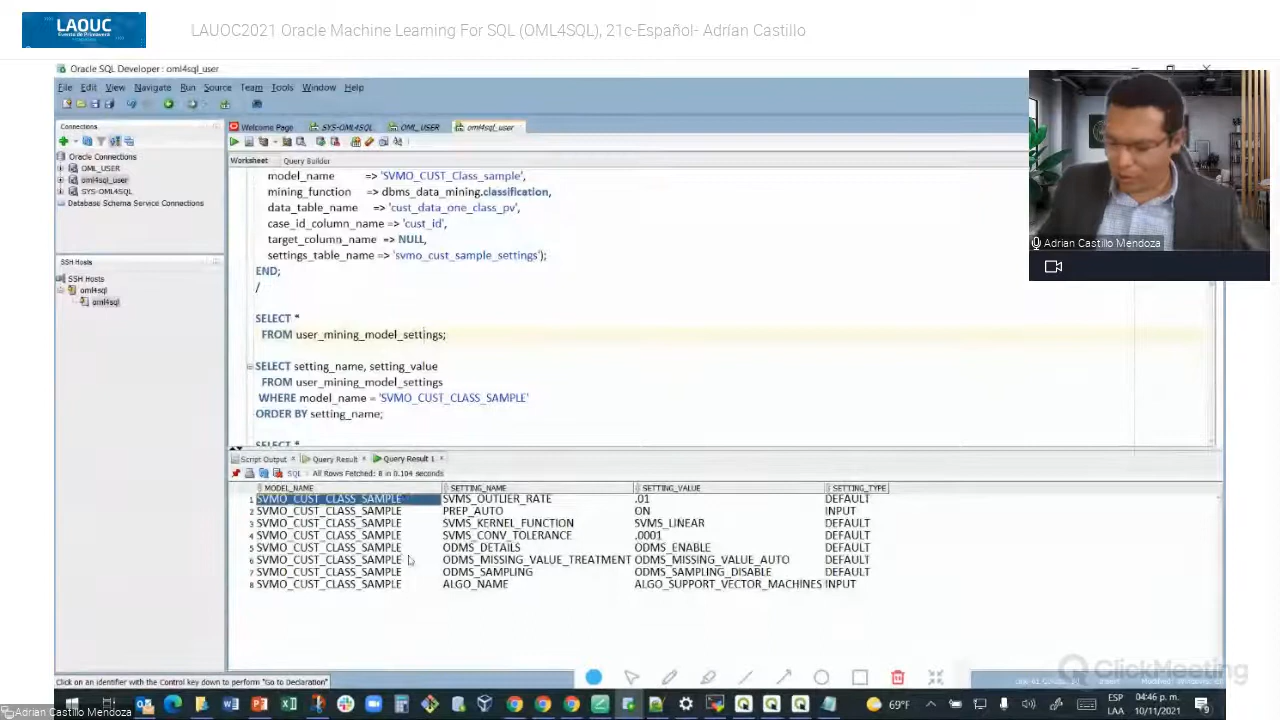 LAOUC
Evento de Primavera
LAUOC2021 Oracle Machine Learning For SQL (OML4SQL), 21c-Español- Adrían Castillo
Oracle SQL Developer : oml4sql_user
File Edit View Navigate Run Source Team Tools Window Help
Connections
Oracle Connections
OML_USER
oml4sql_user
SYS-OML4SQL
Database Schema Service Connections
SSH Hosts
SSH Hosts
oml4sql
oml4sql
Welcome Page SYS-OML4SQL OML_USER oml4sql_user
Worksheet Query Builder
model_name => 'SVMO_CUST_Class_sample',
mining_function => dbms_data_mining.classification,
data_table_name => 'cust_data_one_class_pv',
case_id_column_name => 'cust_id',
target_column_name => NULL,
settings_table_name => 'svmo_cust_sample_settings');
END;
/
SELECT *
FROM user_mining_model_settings;
SELECT setting_name, setting_value
FROM user_mining_model_settings
WHERE model_name = 'SVMO_CUST_CLASS_SAMPLE'
ORDER BY setting_name;
SELECT *
Script Output Query Result Query Result 1
SQL All Rows Fetched: 8 in 0.104 seconds
MODEL_NAME SETTING_NAME SETTING_VALUE SETTING_TYPE
1 SVMO_CUST_CLASS_SAMPLE SVMS_OUTLIER_RATE .01 DEFAULT
2 SVMO_CUST_CLASS_SAMPLE PREP_AUTO ON INPUT
3 SVMO_CUST_CLASS_SAMPLE SVMS_KERNEL_FUNCTION SVMS_LINEAR DEFAULT
4 SVMO_CUST_CLASS_SAMPLE SVMS_CONV_TOLERANCE .0001 DEFAULT
5 SVMO_CUST_CLASS_SAMPLE ODMS_DETAILS ODMS_ENABLE DEFAULT
6 SVMO_CUST_CLASS_SAMPLE ODMS_MISSING_VALUE_TREATMENT ODMS_MISSING_VALUE_AUTO DEFAULT
7 SVMO_CUST_CLASS_SAMPLE ODMS_SAMPLING ODMS_SAMPLING_DISABLE DEFAULT
8 SVMO_CUST_CLASS_SAMPLE ALGO_NAME ALGO_SUPPORT_VECTOR_MACHINES INPUT
Adrian Castillo Mendoza
ClickMeeting
Click on an identifier with the Control key down to perform "Go to Declaration"
69°F
ESP
LAA
04:46 p. m.
10/11/2021
Adrian Castillo Mendoza